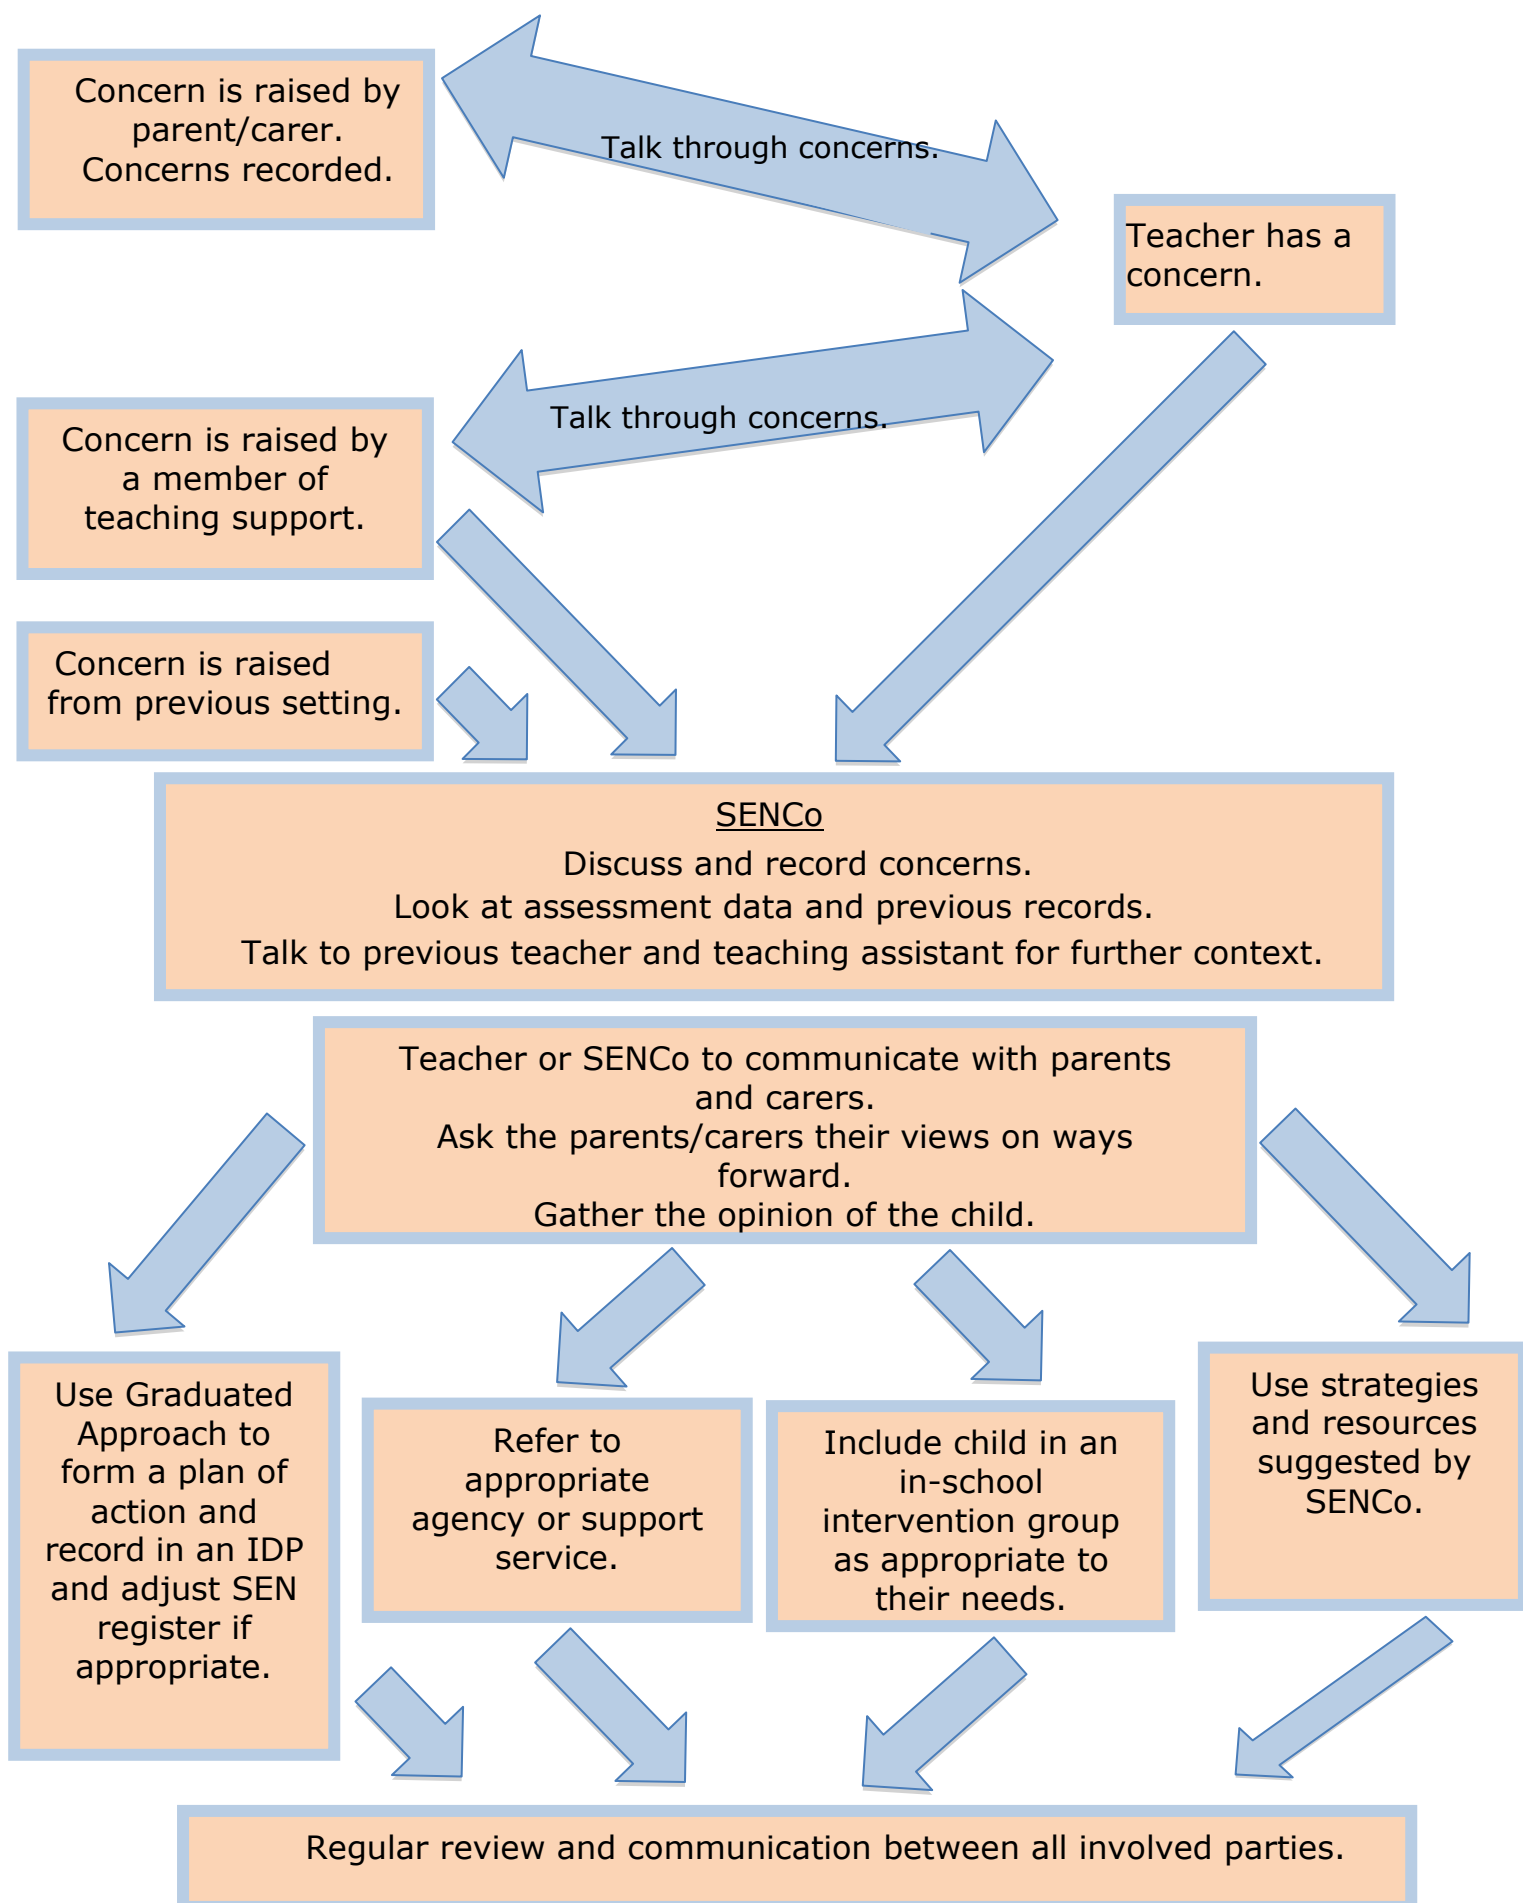 Concern is raised by
parent/carer.
Concerns recorded.
Talk through concerns.
Teacher has a
concern.
Talk through concerns.
Concern is raised by
a member of
teaching support.
Concern is raised
from previous setting.
SENCo
Discuss and record concerns.
Look at assessment data and previous records.
Talk to previous teacher and teaching assistant for further context.
Teacher or SENCo to communicate with parents
and carers.
Ask the parents/carers their views on ways
forward.
Gather the opinion of the child.
Use Graduated
Approach to
form a plan of
action and
record in an IDP
and adjust SEN
register if
appropriate.
Refer to
appropriate
agency or support
service.
Include child in an
in-school
intervention group
as appropriate to
their needs.
Use strategies
and resources
suggested by
SENCo.
Regular review and communication between all involved parties.